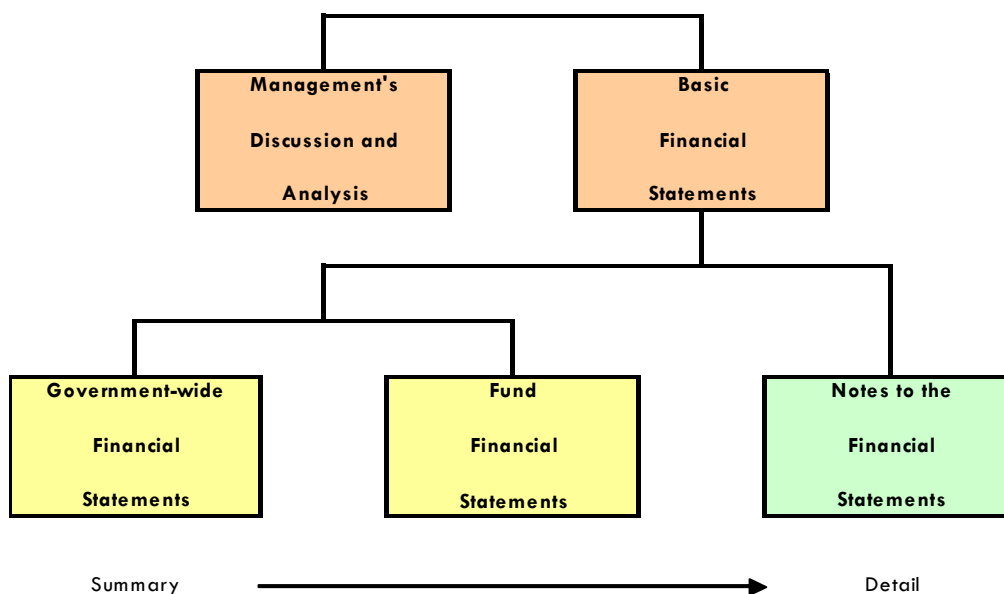 Management's
Discussion and
Analysis
Basic
Financial
Statements
Government-wide
Financial
Statements
Fund
Financial
Statements
Notes to the
Financial
Statements
Summary
Detail